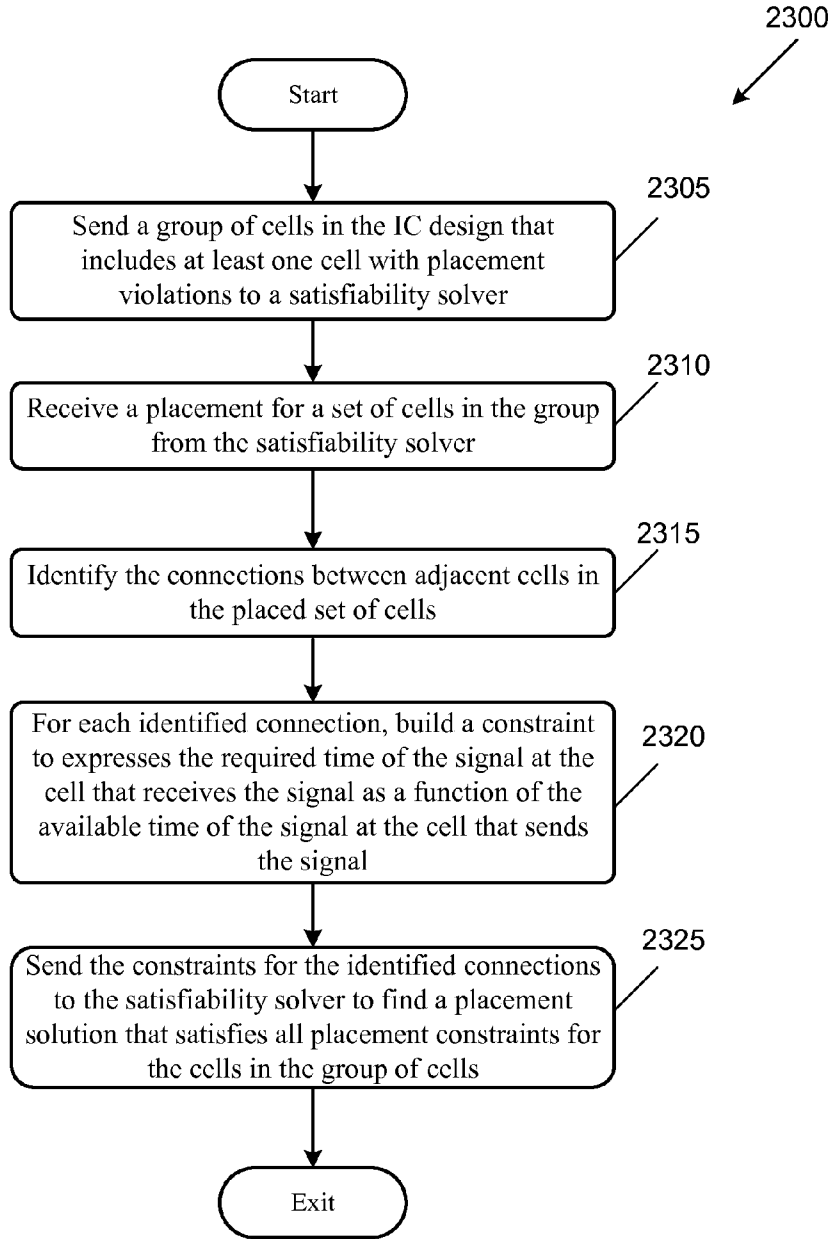 2300
Start
2305
Send a group of cells in the IC design that
includes at least one cell with placement
violations to a satisfiability solver
2310
Receive a placement for a set of cells in the group
from the satisfiability solver
2315
Identify the connections between adjacent cells in
the placed set of cells
2320
For each identified connection, build a constraint
to expresses the required time of the signal at the
cell that receives the signal as a function of the
available time of the signal at the cell that sends
the signal
2325
Send the constraints for the identified connections
to the satisfiability solver to find a placement
solution that satisfies all placement constraints for
the cells in the group of cells
Exit